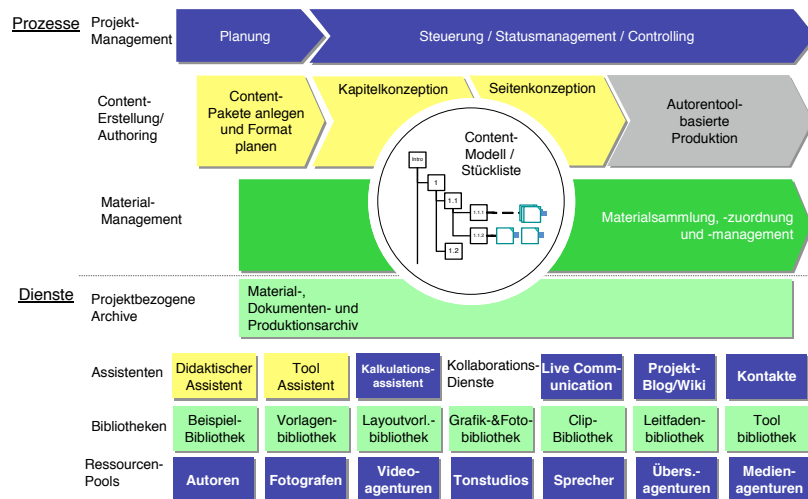 Prozesse
Projekt-
Management
Planung
Steuerung / Statusmanagement / Controlling
Content-
Erstellung/
Authoring
Content-
Pakete anlegen
und Format
planen
Kapitelkonzeption
Seitenkonzeption
Autorentool-
basierte
Produktion
Content-
Modell /
Stückliste
Intro
1
1.1
1.1.1
1.1.2
1.2
Material-
Management
Materialsammlung, -zuordnung
und -management
Dienste
Projektbezogene
Archive
Material-,
Dokumenten- und
Produktionsarchiv
Assistenten
Didaktischer
Assistent
Tool
Assistent
Kalkulations-
assistent
Kollaborations-
Dienste
Live Comm-
unication
Projekt-
Blog/Wiki
Kontakte
Bibliotheken
Beispiel-
Bibliothek
Vorlagen-
bibliothek
Layoutvorl.-
bibliothek
Grafik-&Foto-
bibliothek
Clip-
Bibliothek
Leitfaden-
bibliothek
Tool
bibliothek
Ressourcen-
Pools
Autoren
Fotografen
Video-
agenturen
Tonstudios
Sprecher
Übers.-
agenturen
Medien-
agenturen